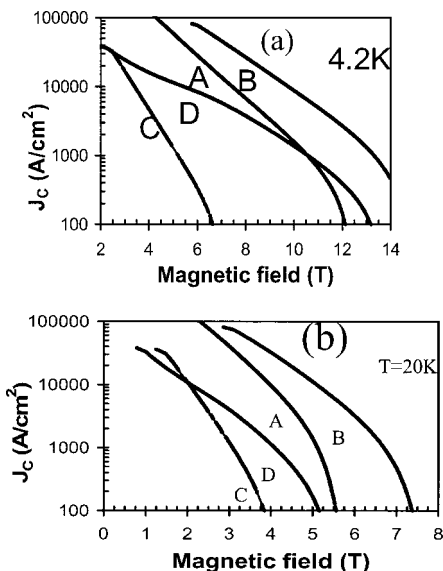 100000
(a)
4.2K
10000
A
B
D
C
1000
100
J_C (A/cm²)
2 4 6 8 10 12 14
Magnetic field (T)
100000
(b)
T=20K
10000
A
B
1000
D
C
100
J_C (A/cm²)
0 1 2 3 4 5 6 7 8
Magnetic field (T)